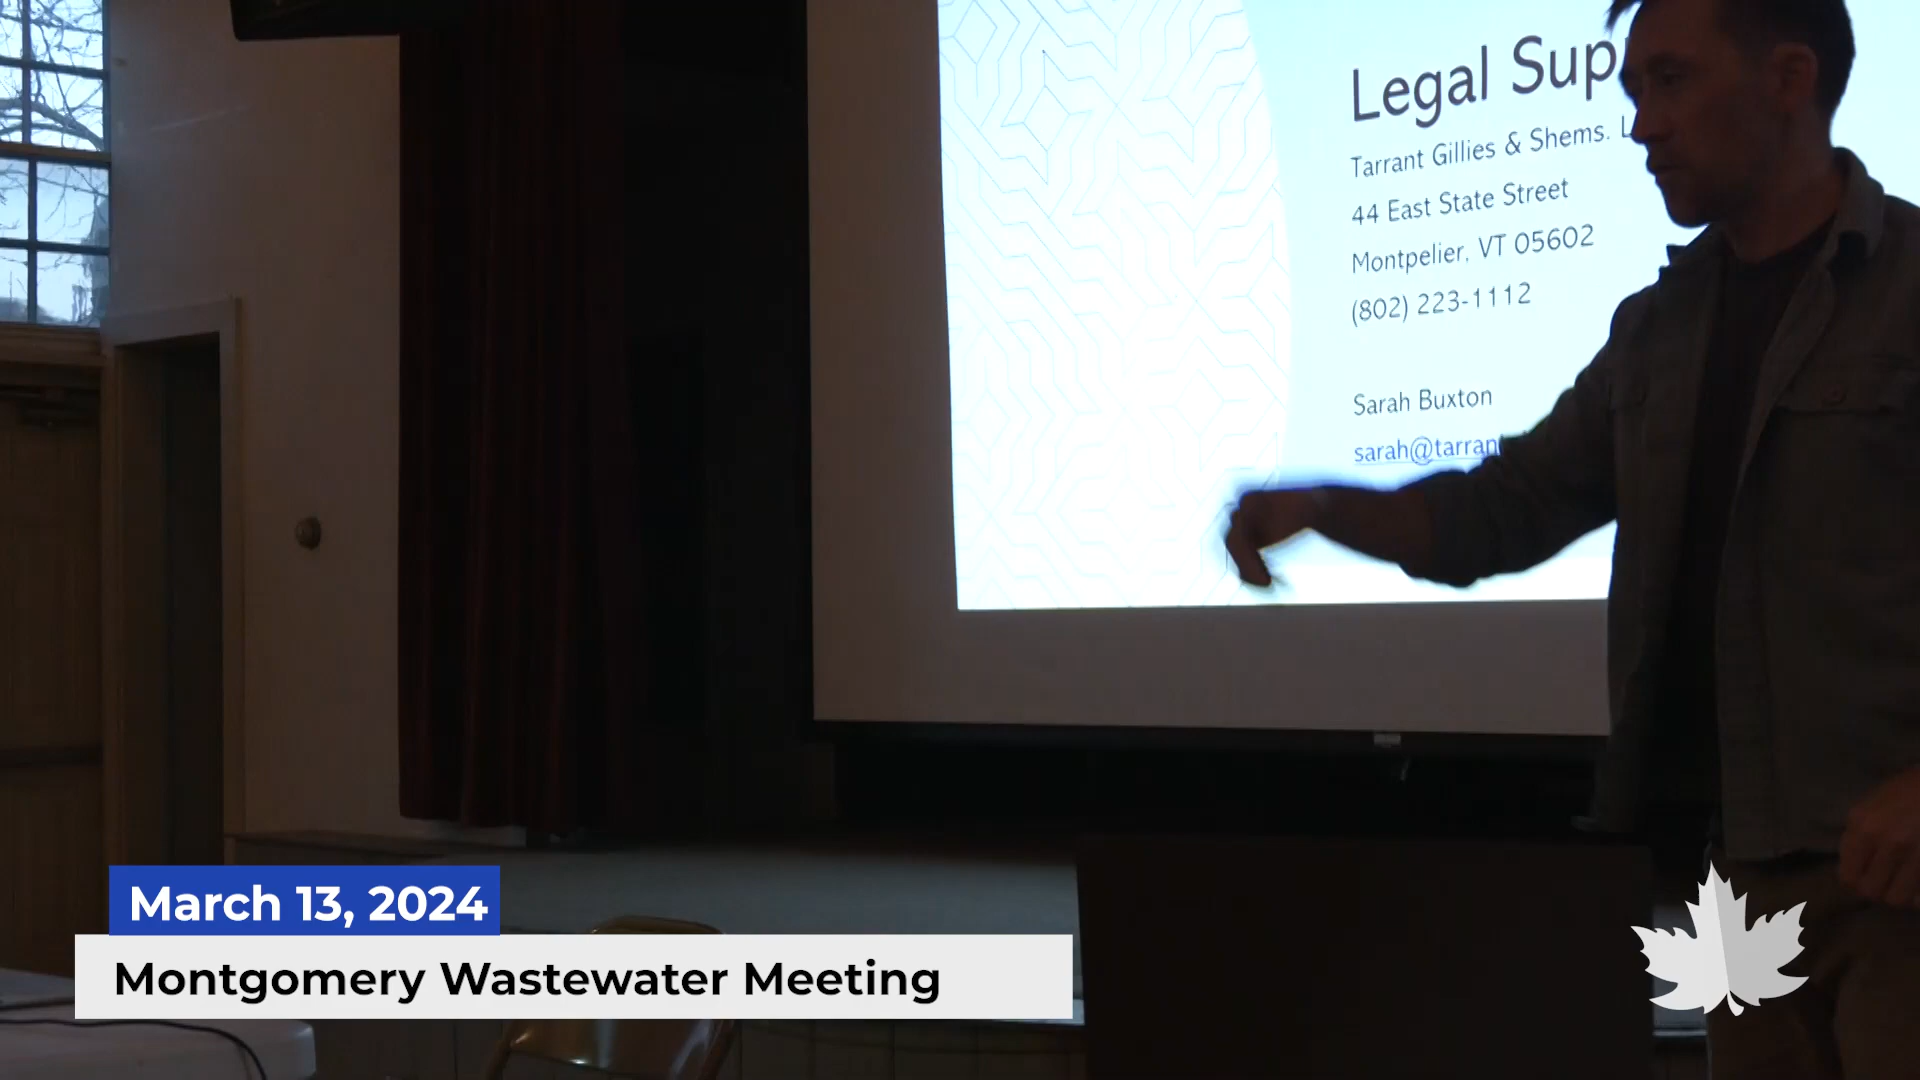 Legal Sup
Tarrant Gillies & Shems. L
44 East State Street
Montpelier, VT 05602
(802) 223-1112
Sarah Buxton
sarah@tarran
March 13, 2024
Montgomery Wastewater Meeting